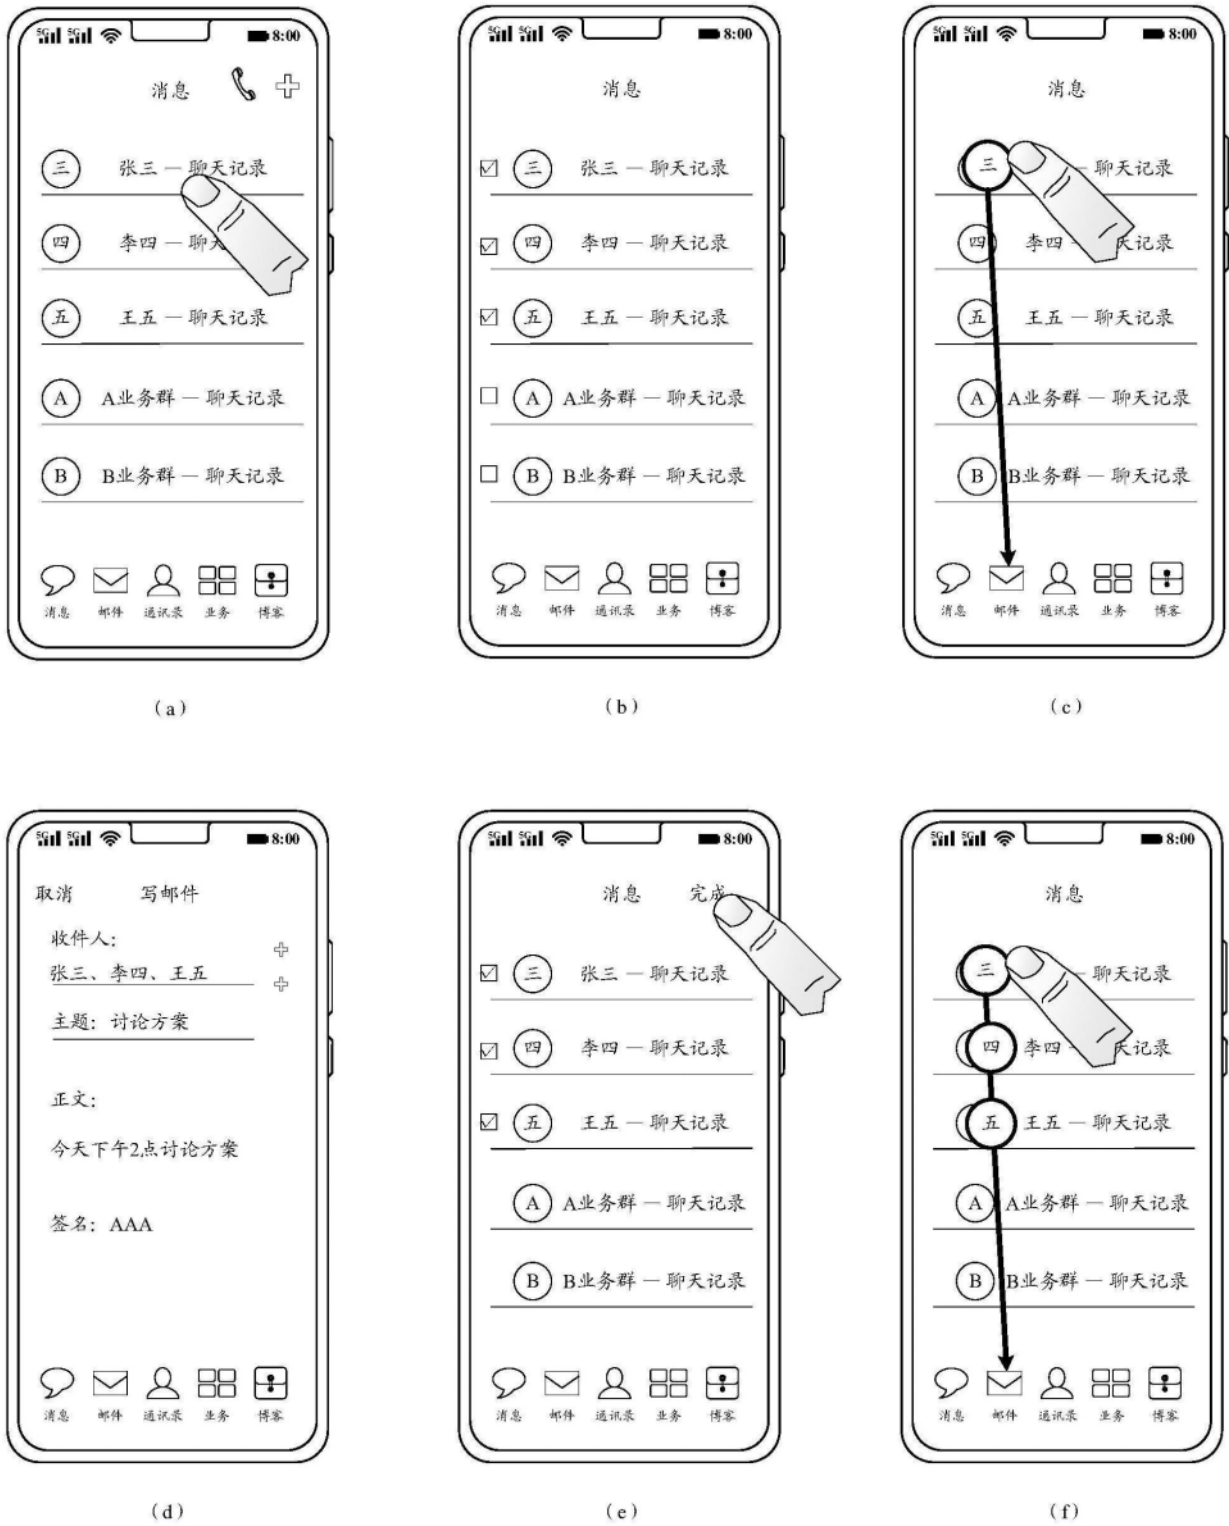 5G 5G 8:00
消息
三 张三 — 聊天记录
四 李四 — 聊天
五 王五 — 聊天记录
A A业务群 — 聊天记录
B B业务群 — 聊天记录
消息 邮件 通讯录 业务 博客
(a)
5G 5G 8:00
消息
三 张三 — 聊天记录
四 李四 — 聊天记录
五 王五 — 聊天记录
A A业务群 — 聊天记录
B B业务群 — 聊天记录
消息 邮件 通讯录 业务 博客
(b)
5G 5G 8:00
消息
三 — 聊天记录
四 李四 天记录
五 王五 — 聊天记录
A A业务群 — 聊天记录
B B业务群 — 聊天记录
消息 邮件 通讯录 业务 博客
(c)
5G 5G 8:00
取消 写邮件
收件人:
张三、李四、王五
主题: 讨论方案
正文:
今天下午2点讨论方案
签名: AAA
消息 邮件 通讯录 业务 博客
(d)
5G 5G 8:00
消息 完成
三 张三 — 聊天记录
四 李四 — 聊天记录
五 王五 — 聊天记录
A A业务群 — 聊天记录
B B业务群 — 聊天记录
消息 邮件 通讯录 业务 博客
(e)
5G 5G 8:00
消息
三 — 聊天记录
四 李四 天记录
五 王五 — 聊天记录
A A业务群 — 聊天记录
B B业务群 — 聊天记录
消息 邮件 通讯录 业务 博客
(f)